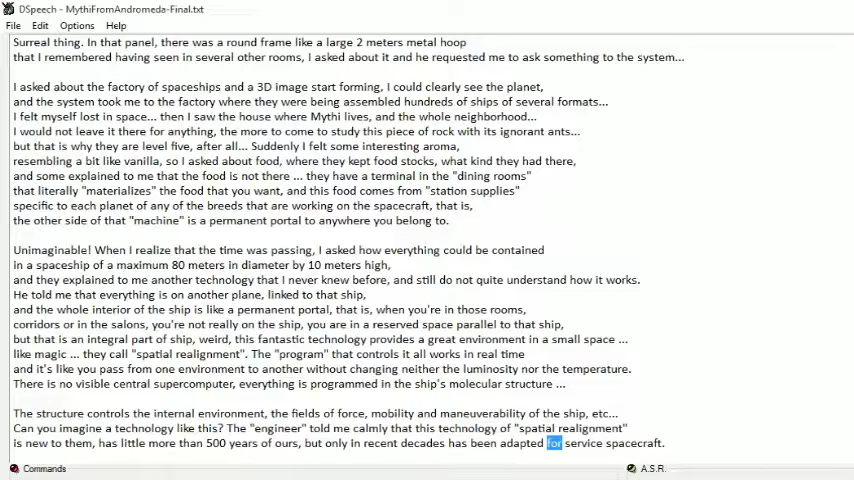 DSpeech - MythiFromAndromeda-Final.txt
File Edit Options Help
Surreal thing. In that panel, there was a round frame like a large 2 meters metal hoop
that I remembered having seen in several other rooms, I asked about it and he requested me to ask something to the system...
I asked about the factory of spaceships and a 3D image start forming, I could clearly see the planet,
and the system took me to the factory where they were being assembled hundreds of ships of several formats...
I felt myself lost in space... then I saw the house where Mythi lives, and the whole neighborhood...
I would not leave it there for anything, the more to come to study this piece of rock with its ignorant ants...
but that is why they are level five, after all... Suddenly I felt some interesting aroma,
resembling a bit like vanilla, so I asked about food, where they kept food stocks, what kind they had there,
and some explained to me that the food is not there ... they have a terminal in the "dining rooms"
that literally "materializes" the food that you want, and this food comes from "station supplies"
specific to each planet of any of the breeds that are working on the spacecraft, that is,
the other side of that "machine" is a permanent portal to anywhere you belong to.
Unimaginable! When I realize that the time was passing, I asked how everything could be contained
in a spaceship of a maximum 80 meters in diameter by 10 meters high,
and they explained to me another technology that I never knew before, and still do not quite understand how it works.
He told me that everything is on another plane, linked to that ship,
and the whole interior of the ship is like a permanent portal, that is, when you're in those rooms,
corridors or in the salons, you're not really on the ship, you are in a reserved space parallel to that ship,
but that is an integral part of ship, weird, this fantastic technology provides a great environment in a small space ...
like magic ... they call "spatial realignment". The "program" that controls it all works in real time
and it's like you pass from one environment to another without changing neither the luminosity nor the temperature.
There is no visible central supercomputer, everything is programmed in the ship's molecular structure ...
The structure controls the internal environment, the fields of force, mobility and maneuverability of the ship, etc...
Can you imagine a technology like this? The "engineer" told me calmly that this technology of "spatial realignment"
is new to them, has little more than 500 years of ours, but only in recent decades has been adapted for service spacecraft.
Commands A.S.R.